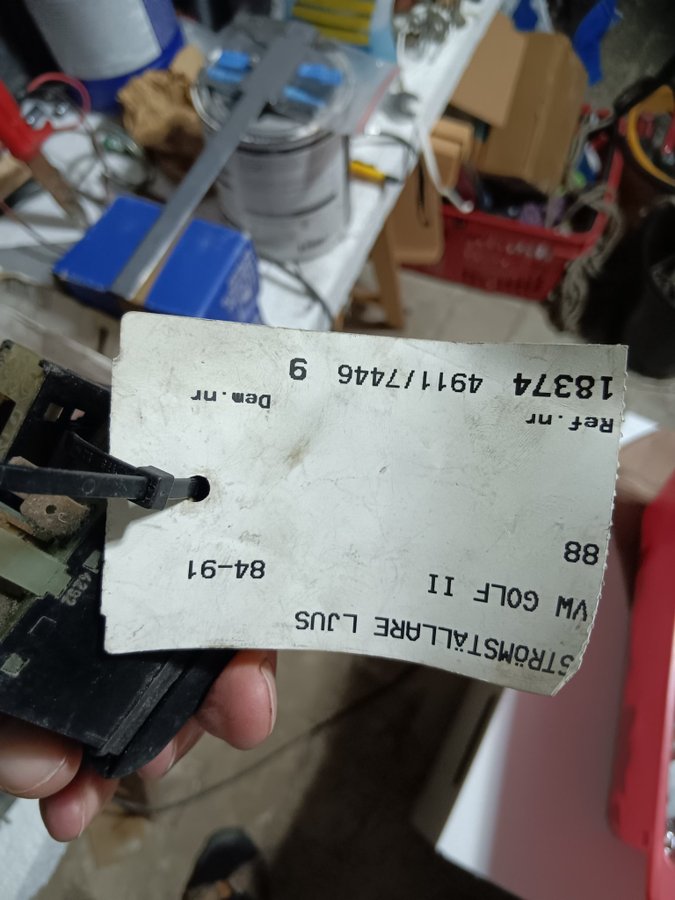 STRÖMSTÄLLARE LJUS
VW GOLF II 84-91
88
Ref.nr Dem.nr
18374 4911/7446 9